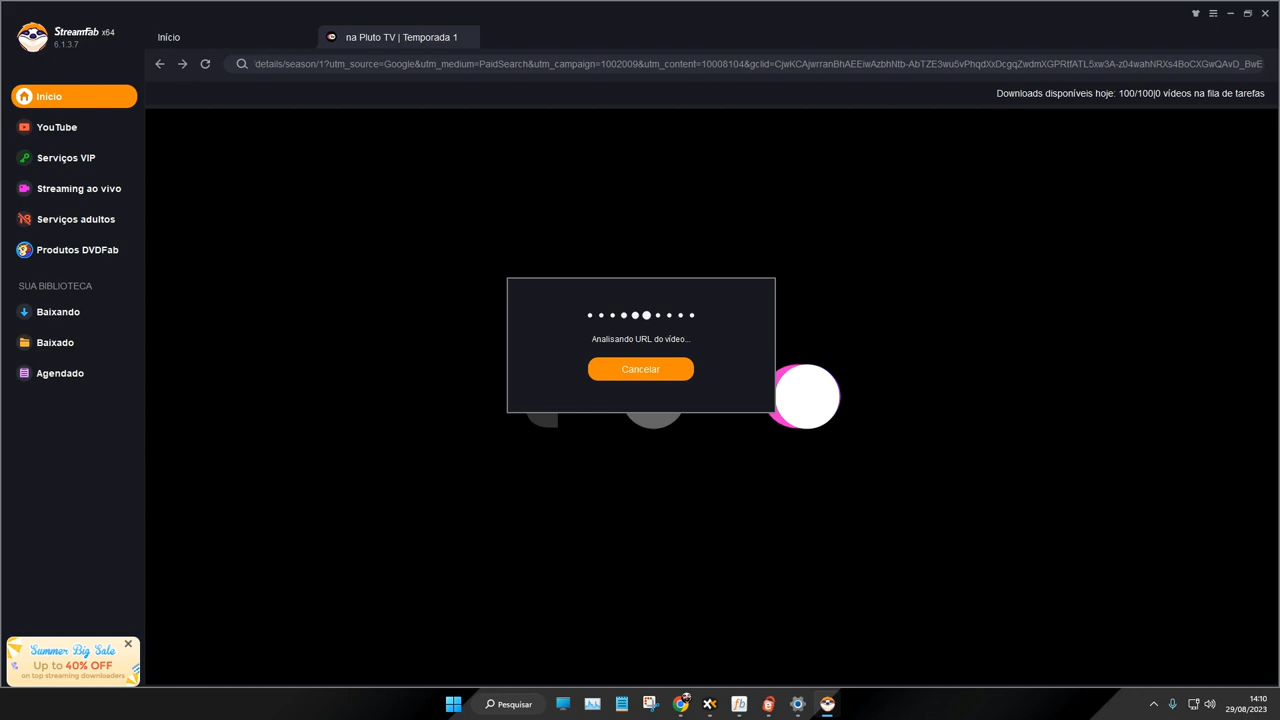 StreamFab x64
6.1.3.7
Início
na Pluto TV | Temporada 1
/details/season/1?utm_source=Google&utm_medium=PaidSearch&utm_campaign=1002009&utm_content=10008104&gclid=
Downloads disponíveis hoje: 100/100|0 vídeos na fila de tarefas
Início
YouTube
Serviços VIP
Streaming ao vivo
Serviços adultos
Produtos DVDFab
SUA BIBLIOTECA
Baixando
Baixado
Agendado
Analisando URL do vídeo...
Cancelar
Summer Big Sale
Up to 40% OFF
on top streaming downloaders
Pesquisar
14:10
29/08/2023